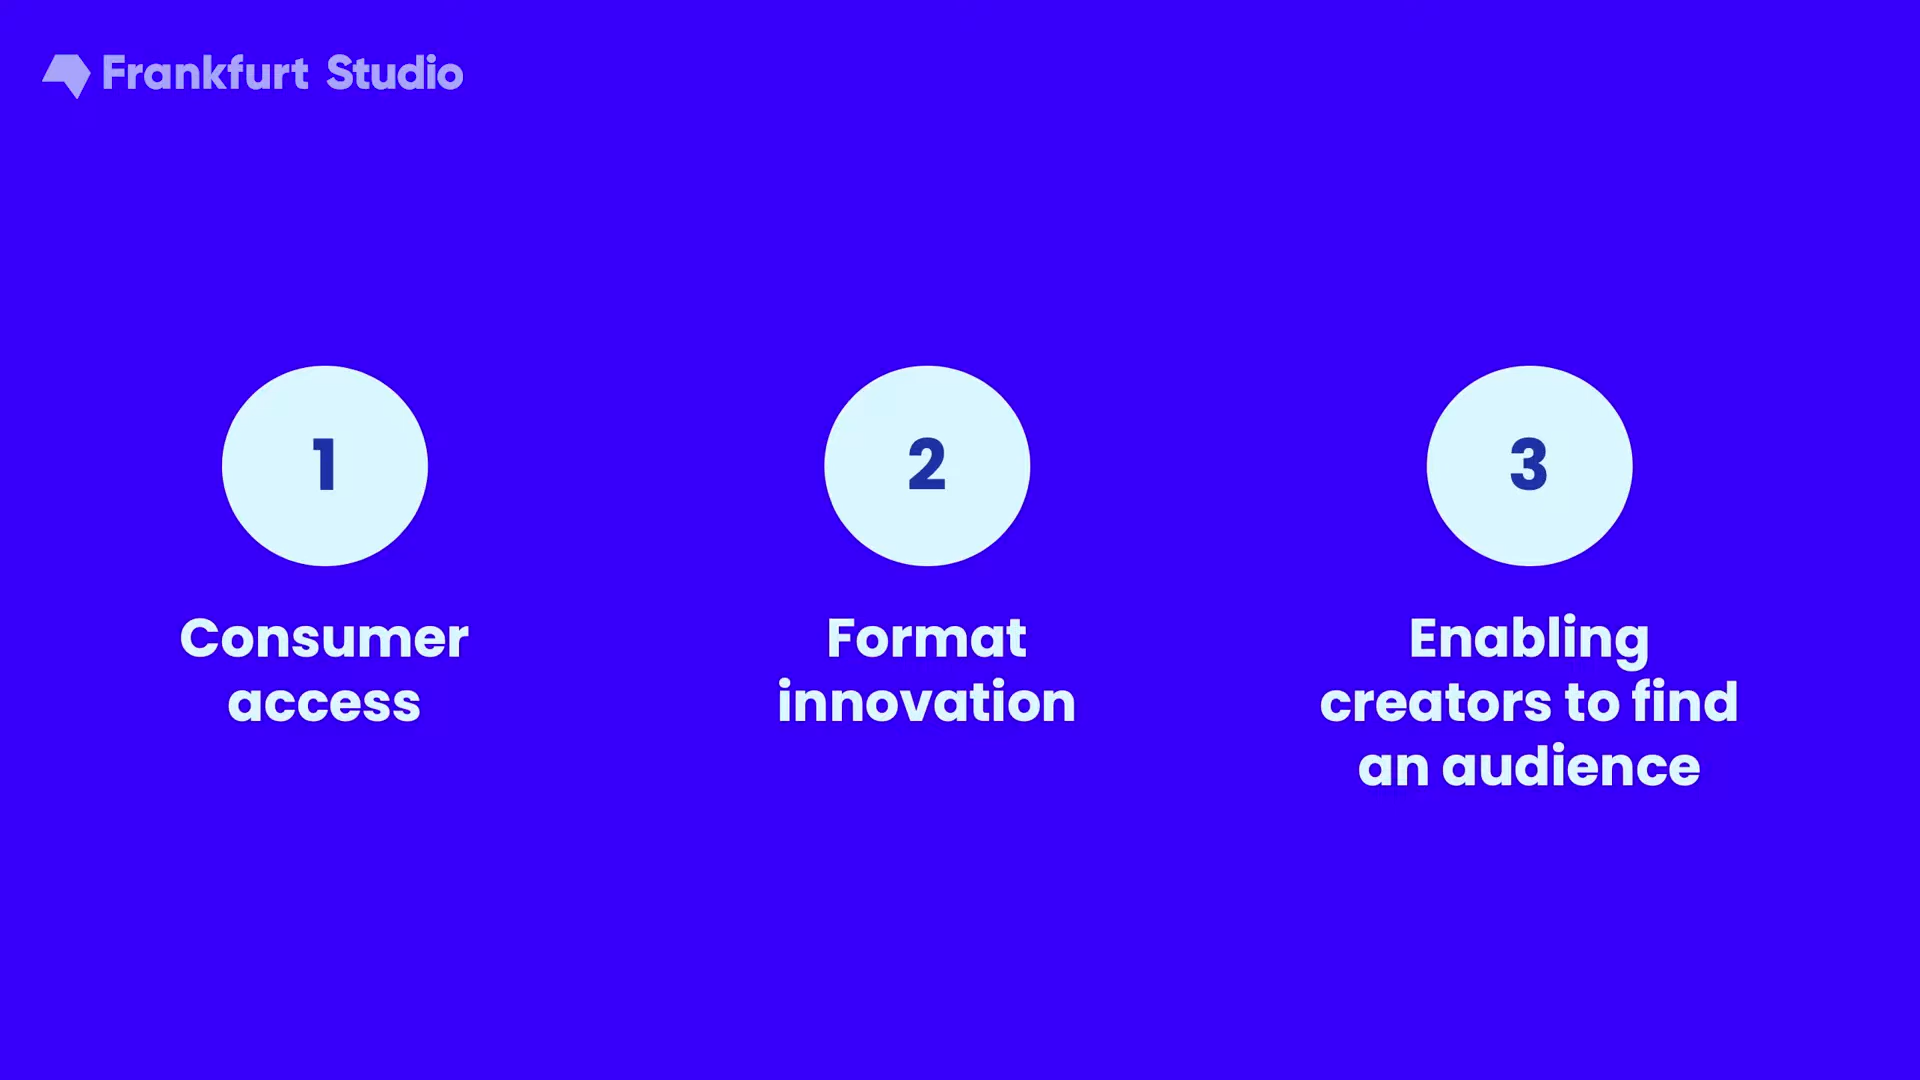 Frankfurt Studio
1
Consumer
access
2
Format
innovation
3
Enabling
creators to find
an audience